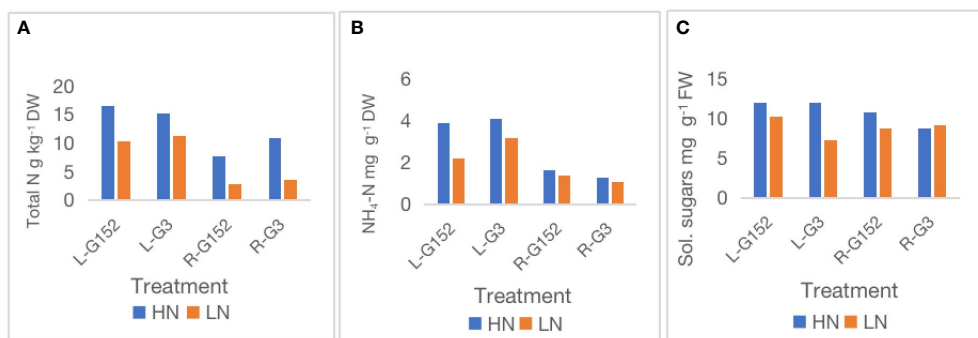 A
Total N g kg⁻¹ DW
20
15
10
5
0
L-G152
L-G3
R-G152
R-G3
Treatment
HN LN
B
NH₄-N mg g⁻¹ DW
6
4
2
0
L-G152
L-G3
R-G152
R-G3
Treatment
HN LN
C
Sol. sugars mg g⁻¹ FW
15
10
5
0
L-G152
L-G3
R-G152
R-G3
Treatment
HN LN